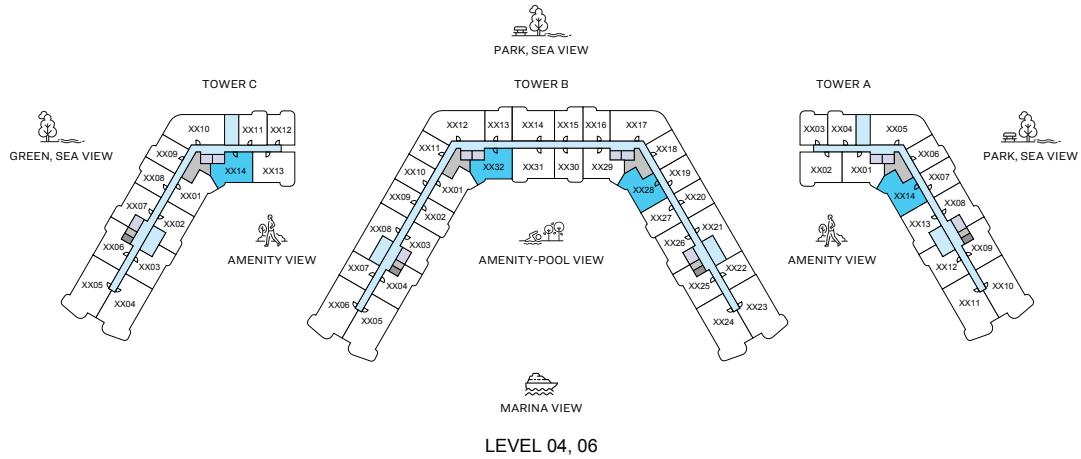 PARK, SEA VIEW
TOWER C
TOWER B
TOWER A
GREEN, SEA VIEW
PARK, SEA VIEW
XX10
XX11
XX12
XX09
XX14
XX13
XX08
XX01
XX07
XX02
XX06
XX03
XX05
XX04
AMENITY VIEW
XX12
XX13
XX14
XX15
XX16
XX17
XX11
XX18
XX10
XX01
XX32
XX31
XX30
XX29
XX28
XX19
XX09
XX02
XX20
XX08
XX03
XX27
XX21
XX07
XX04
XX26
XX22
XX06
XX05
XX25
XX23
XX24
AMENITY-POOL VIEW
XX03
XX04
XX05
XX02
XX01
XX06
XX07
XX14
XX08
XX13
XX09
XX12
XX10
XX11
AMENITY VIEW
MARINA VIEW
LEVEL 04, 06